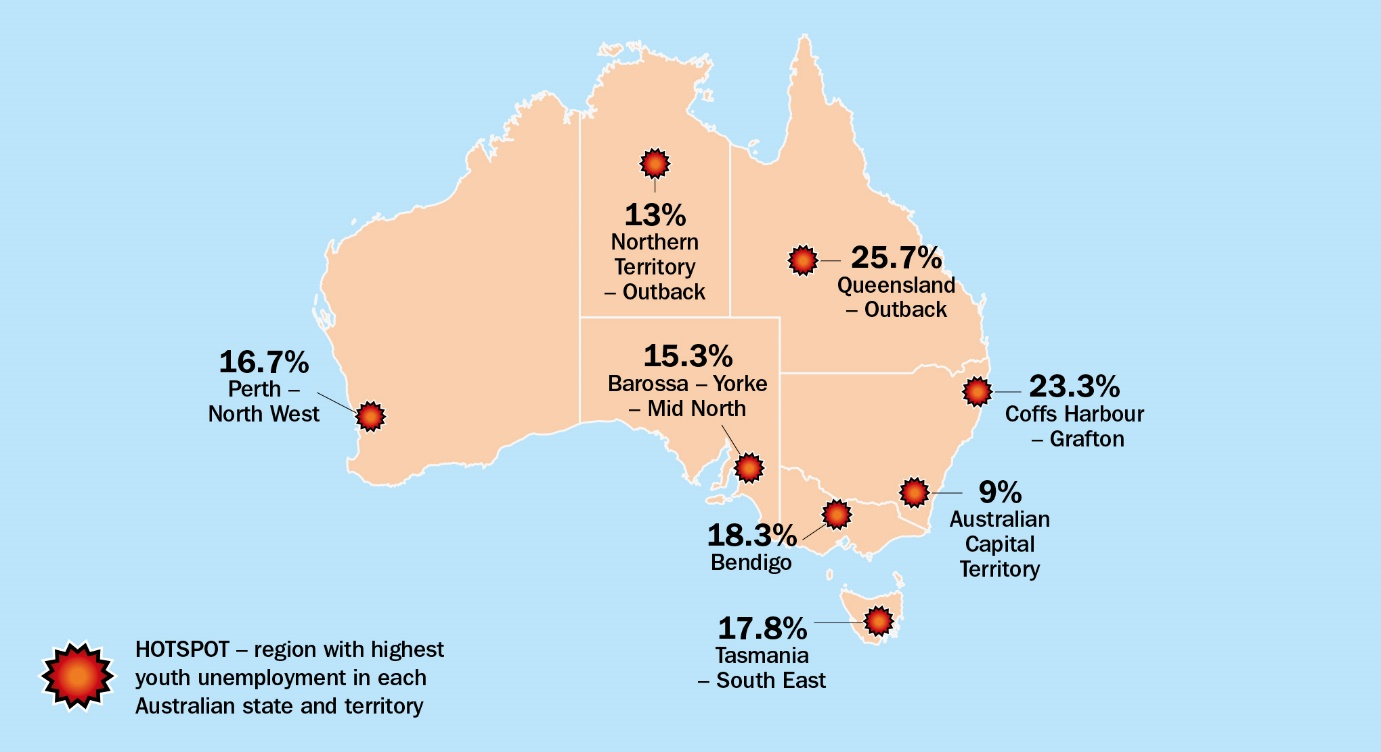 13%
Northern
Territory
– Outback
25.7%
Queensland
– Outback
16.7%
Perth –
North West
15.3%
Barossa – Yorke
– Mid North
23.3%
Coffs Harbour
– Grafton
9%
Australian
Capital
Territory
18.3%
Bendigo
17.8%
Tasmania
– South East
HOTSPOT – region with highest
youth unemployment in each
Australian state and territory